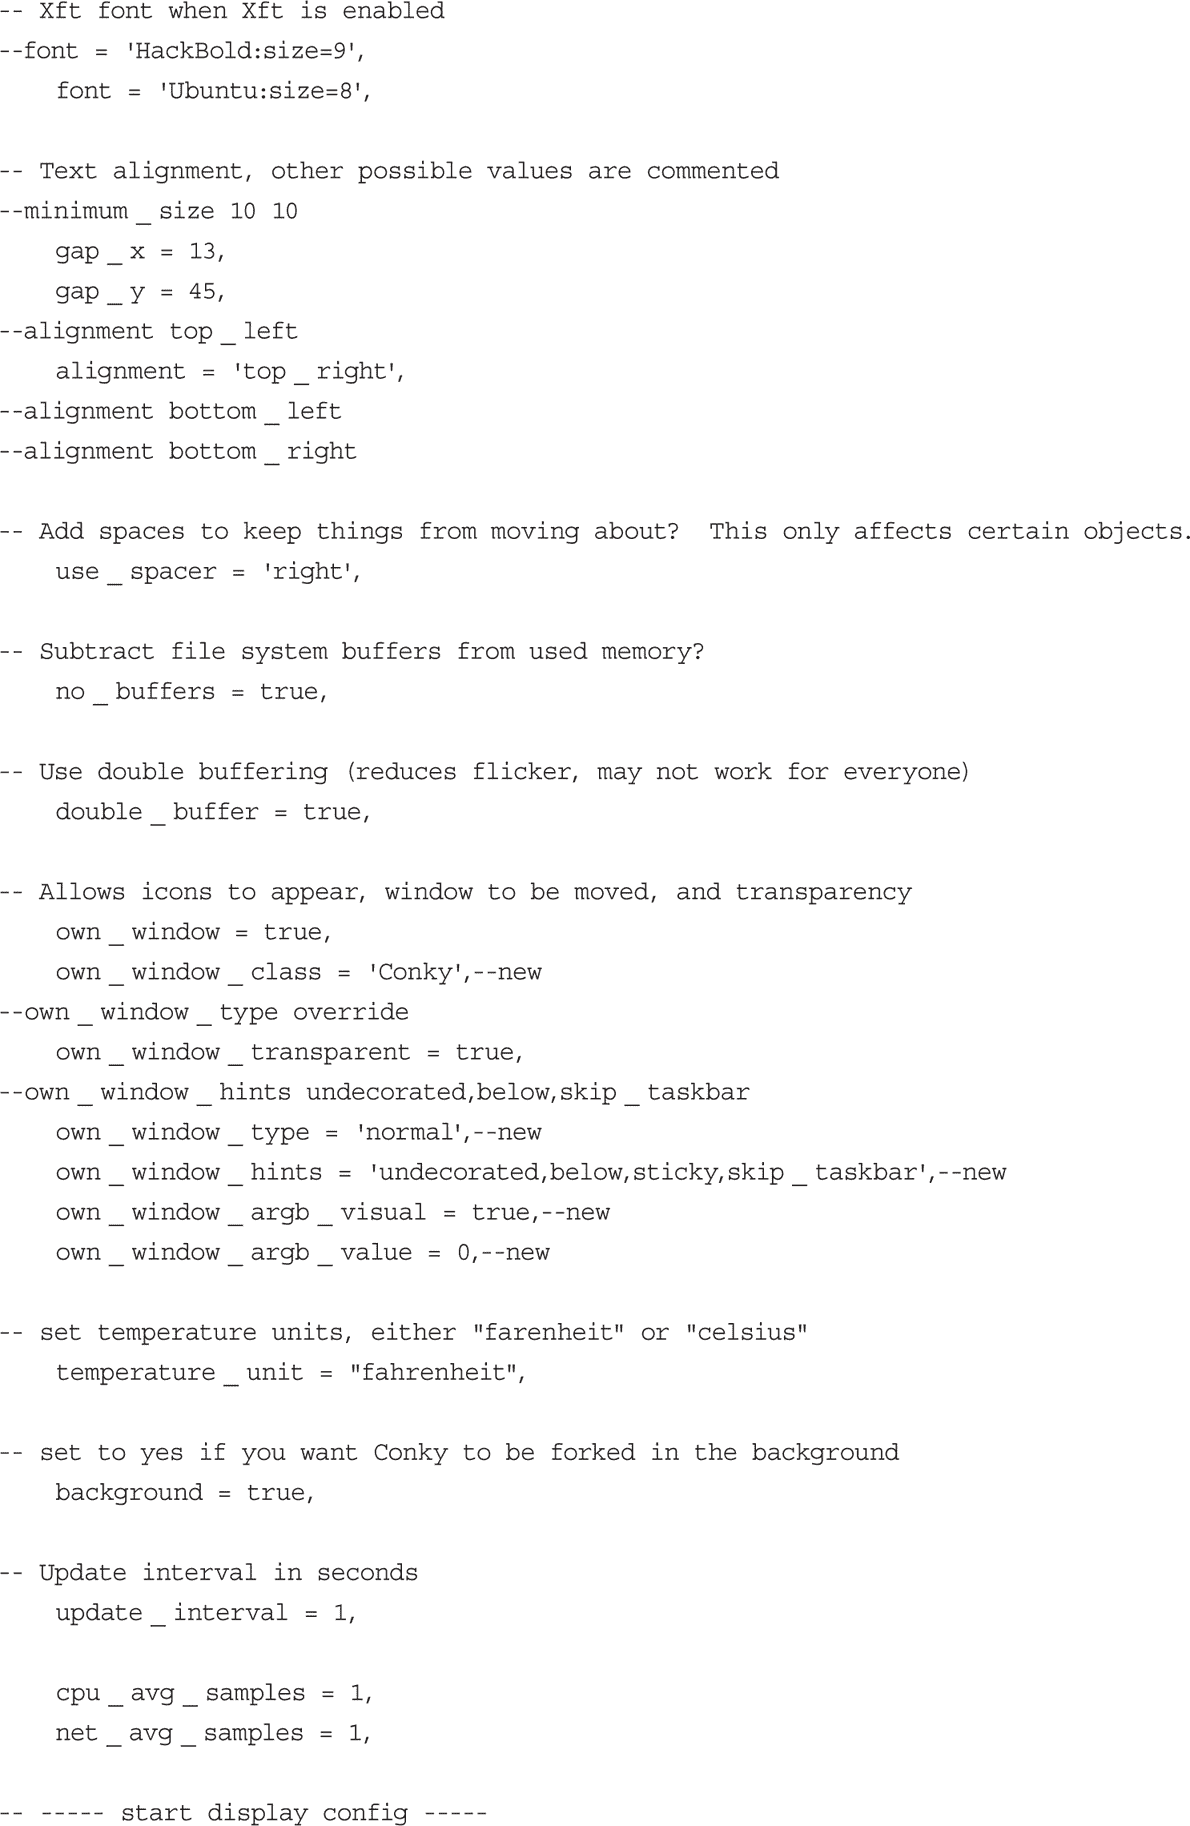 -- Xft font when Xft is enabled
--font = 'HackBold:size=9',
    font = 'Ubuntu:size=8',

-- Text alignment, other possible values are commented
--minimum_size 10 10
    gap_x = 13,
    gap_y = 45,
--alignment top_left
    alignment = 'top_right',
--alignment bottom_left
--alignment bottom_right

-- Add spaces to keep things from moving about?  This only affects certain objects.
    use_spacer = 'right',

-- Subtract file system buffers from used memory?
    no_buffers = true,

-- Use double buffering (reduces flicker, may not work for everyone)
    double_buffer = true,

-- Allows icons to appear, window to be moved, and transparency
    own_window = true,
    own_window_class = 'Conky',--new
--own_window_type override
    own_window_transparent = true,
--own_window_hints undecorated,below,skip_taskbar
    own_window_type = 'normal',--new
    own_window_hints = 'undecorated,below,sticky,skip_taskbar',--new
    own_window_argb_visual = true,--new
    own_window_argb_value = 0,--new

-- set temperature units, either "farenheit" or "celsius"
    temperature_unit = "fahrenheit",

-- set to yes if you want Conky to be forked in the background
    background = true,

-- Update interval in seconds
    update_interval = 1,

    cpu_avg_samples = 1,
    net_avg_samples = 1,

-- ----- start display config -----